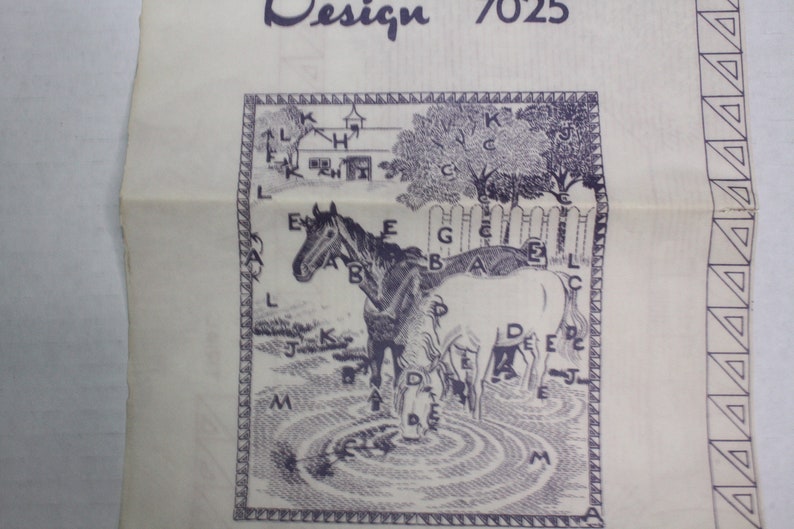 Design 7025
K K
L H C J
F
K H C
L C C
E E G C E
A A B B A L
L D C
J K D E E D C
B D E A J
M A E E
D E
M
A